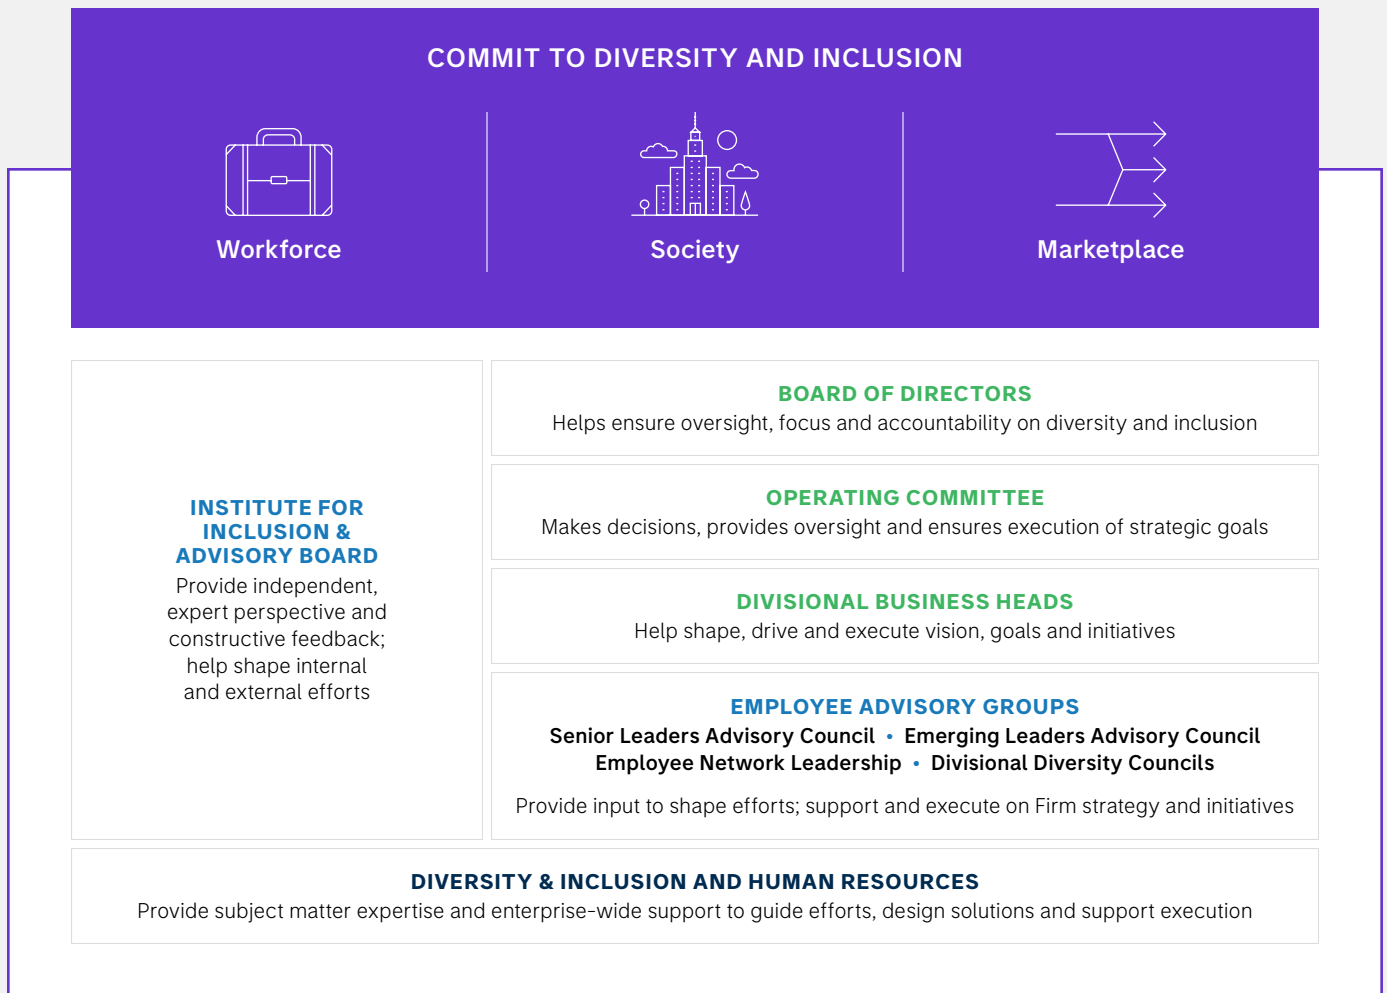 COMMIT TO DIVERSITY AND INCLUSION
Workforce
Society
Marketplace
INSTITUTE FOR
INCLUSION &
ADVISORY BOARD
Provide independent,
expert perspective and
constructive feedback;
help shape internal
and external efforts
BOARD OF DIRECTORS
Helps ensure oversight, focus and accountability on diversity and inclusion
OPERATING COMMITTEE
Makes decisions, provides oversight and ensures execution of strategic goals
DIVISIONAL BUSINESS HEADS
Help shape, drive and execute vision, goals and initiatives
EMPLOYEE ADVISORY GROUPS
Senior Leaders Advisory Council • Emerging Leaders Advisory Council
Employee Network Leadership • Divisional Diversity Councils
Provide input to shape efforts; support and execute on Firm strategy and initiatives
DIVERSITY & INCLUSION AND HUMAN RESOURCES
Provide subject matter expertise and enterprise-wide support to guide efforts, design solutions and support execution